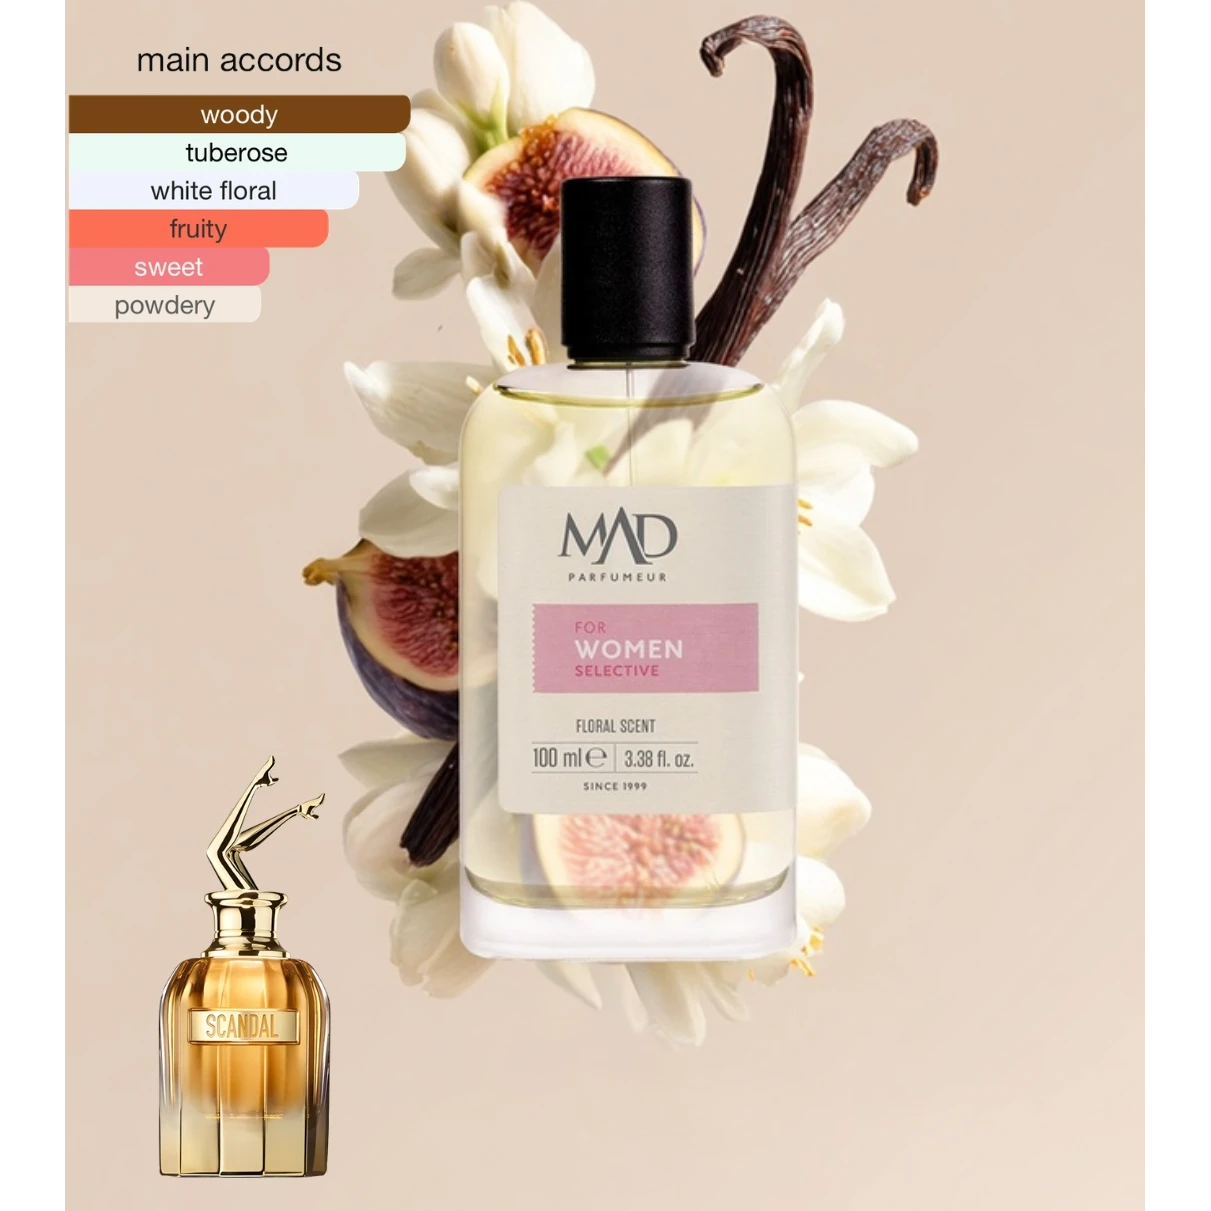 main accords
woody
tuberose
white floral
fruity
sweet
powdery
MAD
PARFUMEUR
FOR
WOMEN
SELECTIVE
FLORAL SCENT
100 ml ℮ 3.38 fl. oz.
SINCE 1999
SCANDAL